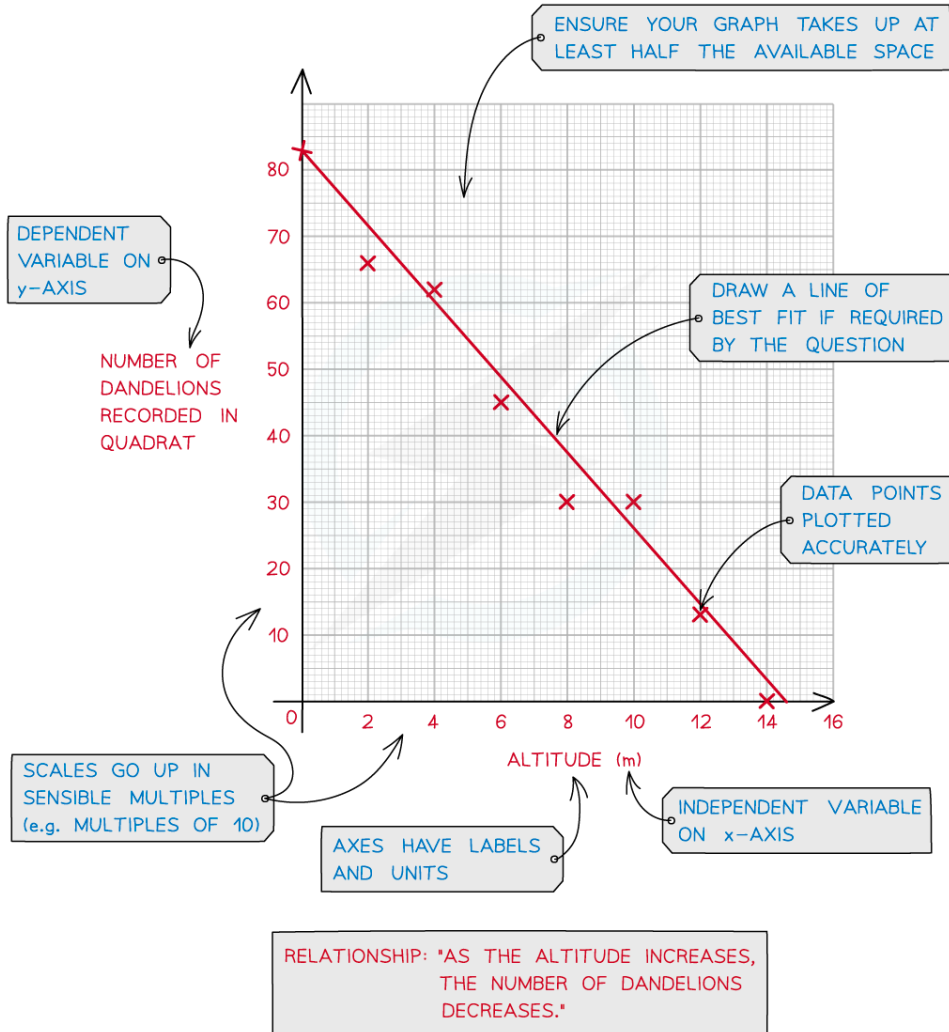 ENSURE YOUR GRAPH TAKES UP AT
LEAST HALF THE AVAILABLE SPACE
DEPENDENT
VARIABLE ON
y-AXIS
NUMBER OF
DANDELIONS
RECORDED IN
QUADRAT
80
70
60
50
40
30
20
10
0
2 4 6 8 10 12 14 16
ALTITUDE (m)
DRAW A LINE OF
BEST FIT IF REQUIRED
BY THE QUESTION
DATA POINTS
PLOTTED
ACCURATELY
SCALES GO UP IN
SENSIBLE MULTIPLES
(e.g. MULTIPLES OF 10)
AXES HAVE LABELS
AND UNITS
INDEPENDENT VARIABLE
ON x-AXIS
RELATIONSHIP: "AS THE ALTITUDE INCREASES,
THE NUMBER OF DANDELIONS
DECREASES."